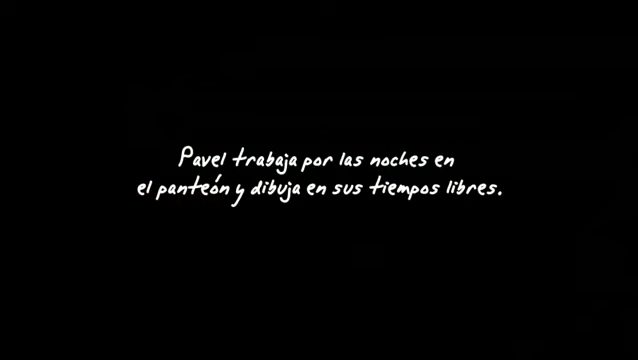 Pavel trabaja por las noches en
el panteón y dibuja en sus tiempos libres.